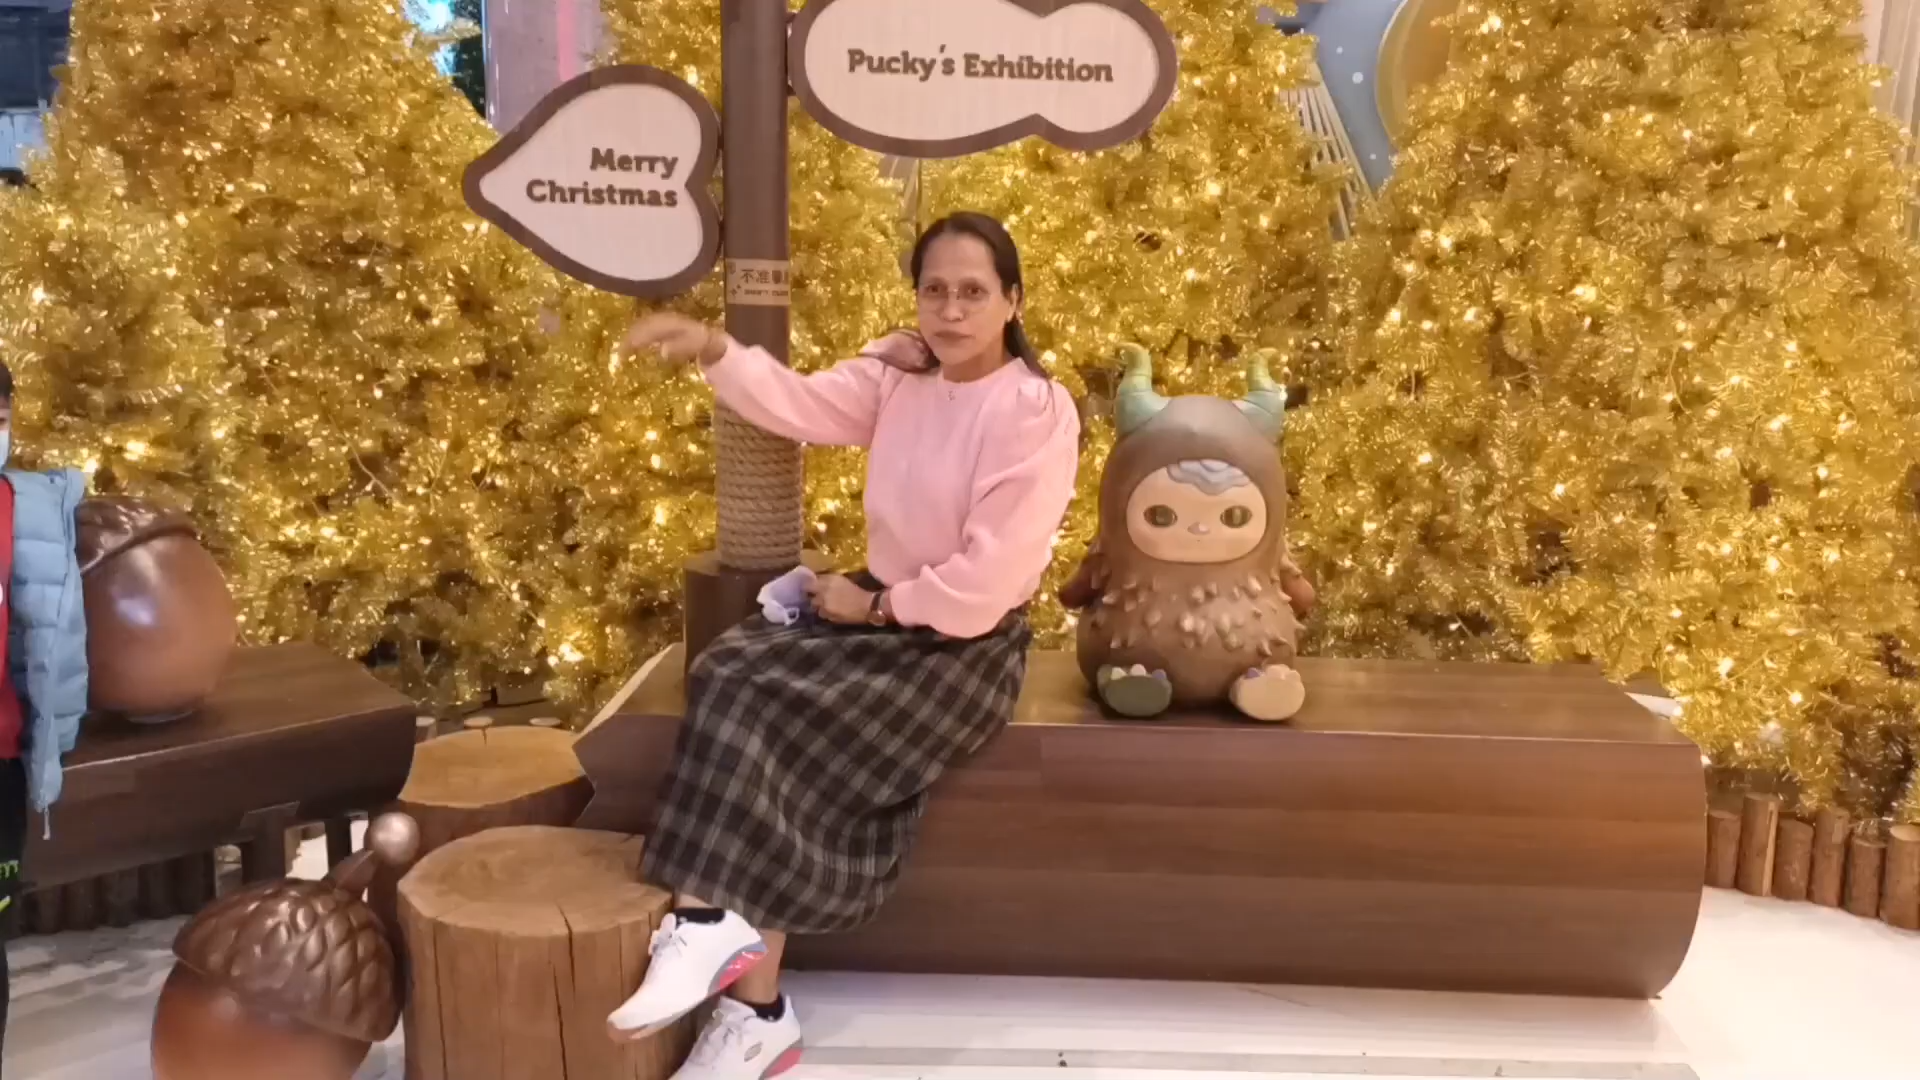 Pucky's Exhibition
Merry
Christmas
不准攀